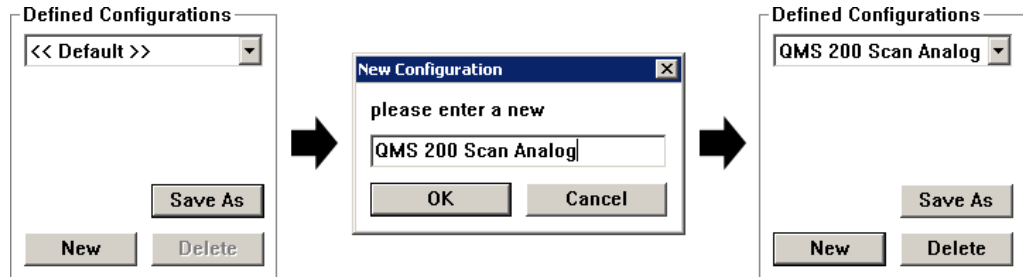 Defined Configurations
<< Default >>
Save As
New Delete
New Configuration
please enter a new
QMS 200 Scan Analog
OK Cancel
Defined Configurations
QMS 200 Scan Analog
Save As
New Delete